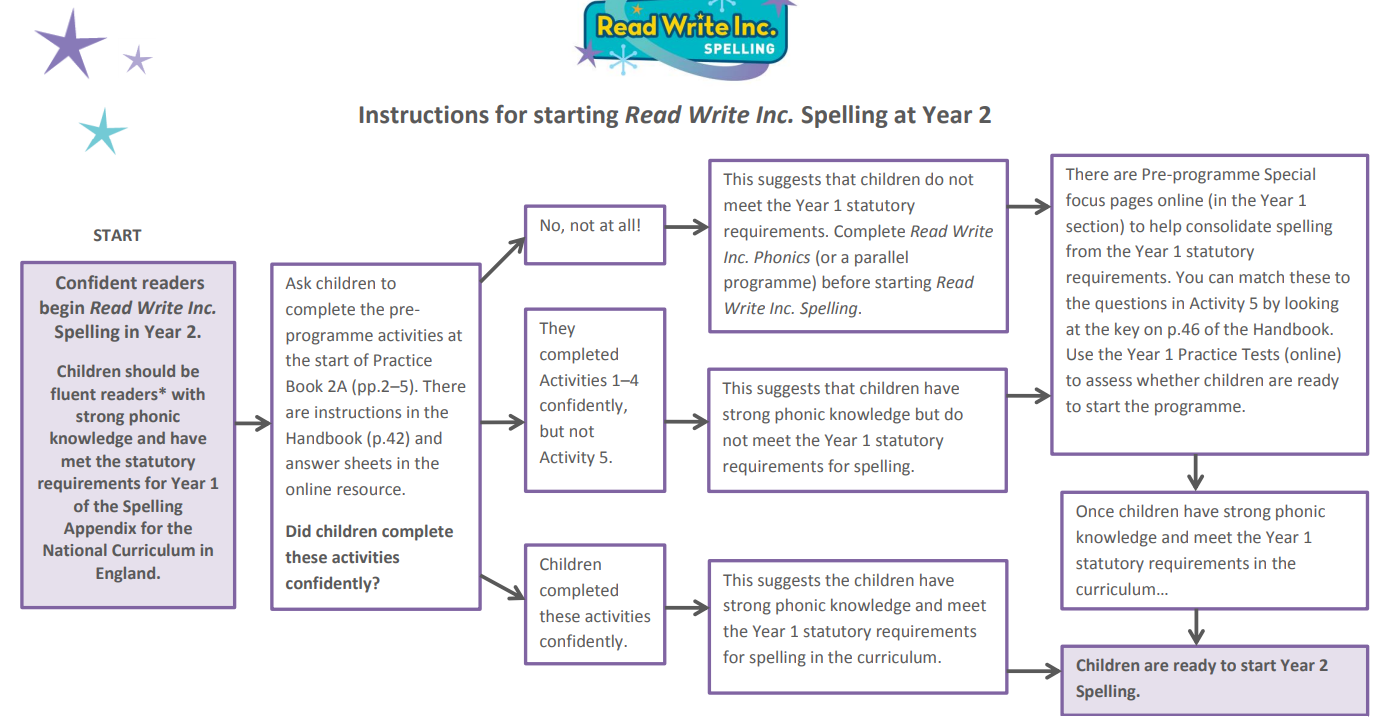 Read Write Inc.
SPELLING
Instructions for starting Read Write Inc. Spelling at Year 2
START
Confident readers
begin Read Write Inc.
Spelling in Year 2.
Children should be
fluent readers* with
strong phonic
knowledge and have
met the statutory
requirements for Year 1
of the Spelling
Appendix for the
National Curriculum in
England.
Ask children to
complete the pre-
programme activities at
the start of Practice
Book 2A (pp.2–5). There
are instructions in the
Handbook (p.42) and
answer sheets in the
online resource.
Did children complete
these activities
confidently?
No, not at all!
They
completed
Activities 1–4
confidently,
but not
Activity 5.
Children
completed
these activities
confidently.
This suggests that children do not
meet the Year 1 statutory
requirements. Complete Read Write
Inc. Phonics (or a parallel
programme) before starting Read
Write Inc. Spelling.
This suggests that children have
strong phonic knowledge but do
not meet the Year 1 statutory
requirements for spelling.
This suggests the children have
strong phonic knowledge and meet
the Year 1 statutory requirements
for spelling in the curriculum.
There are Pre-programme Special
focus pages online (in the Year 1
section) to help consolidate spelling
from the Year 1 statutory
requirements. You can match these to
the questions in Activity 5 by looking
at the key on p.46 of the Handbook.
Use the Year 1 Practice Tests (online)
to assess whether children are ready
to start the programme.
Once children have strong phonic
knowledge and meet the Year 1
statutory requirements in the
curriculum…
Children are ready to start Year 2
Spelling.